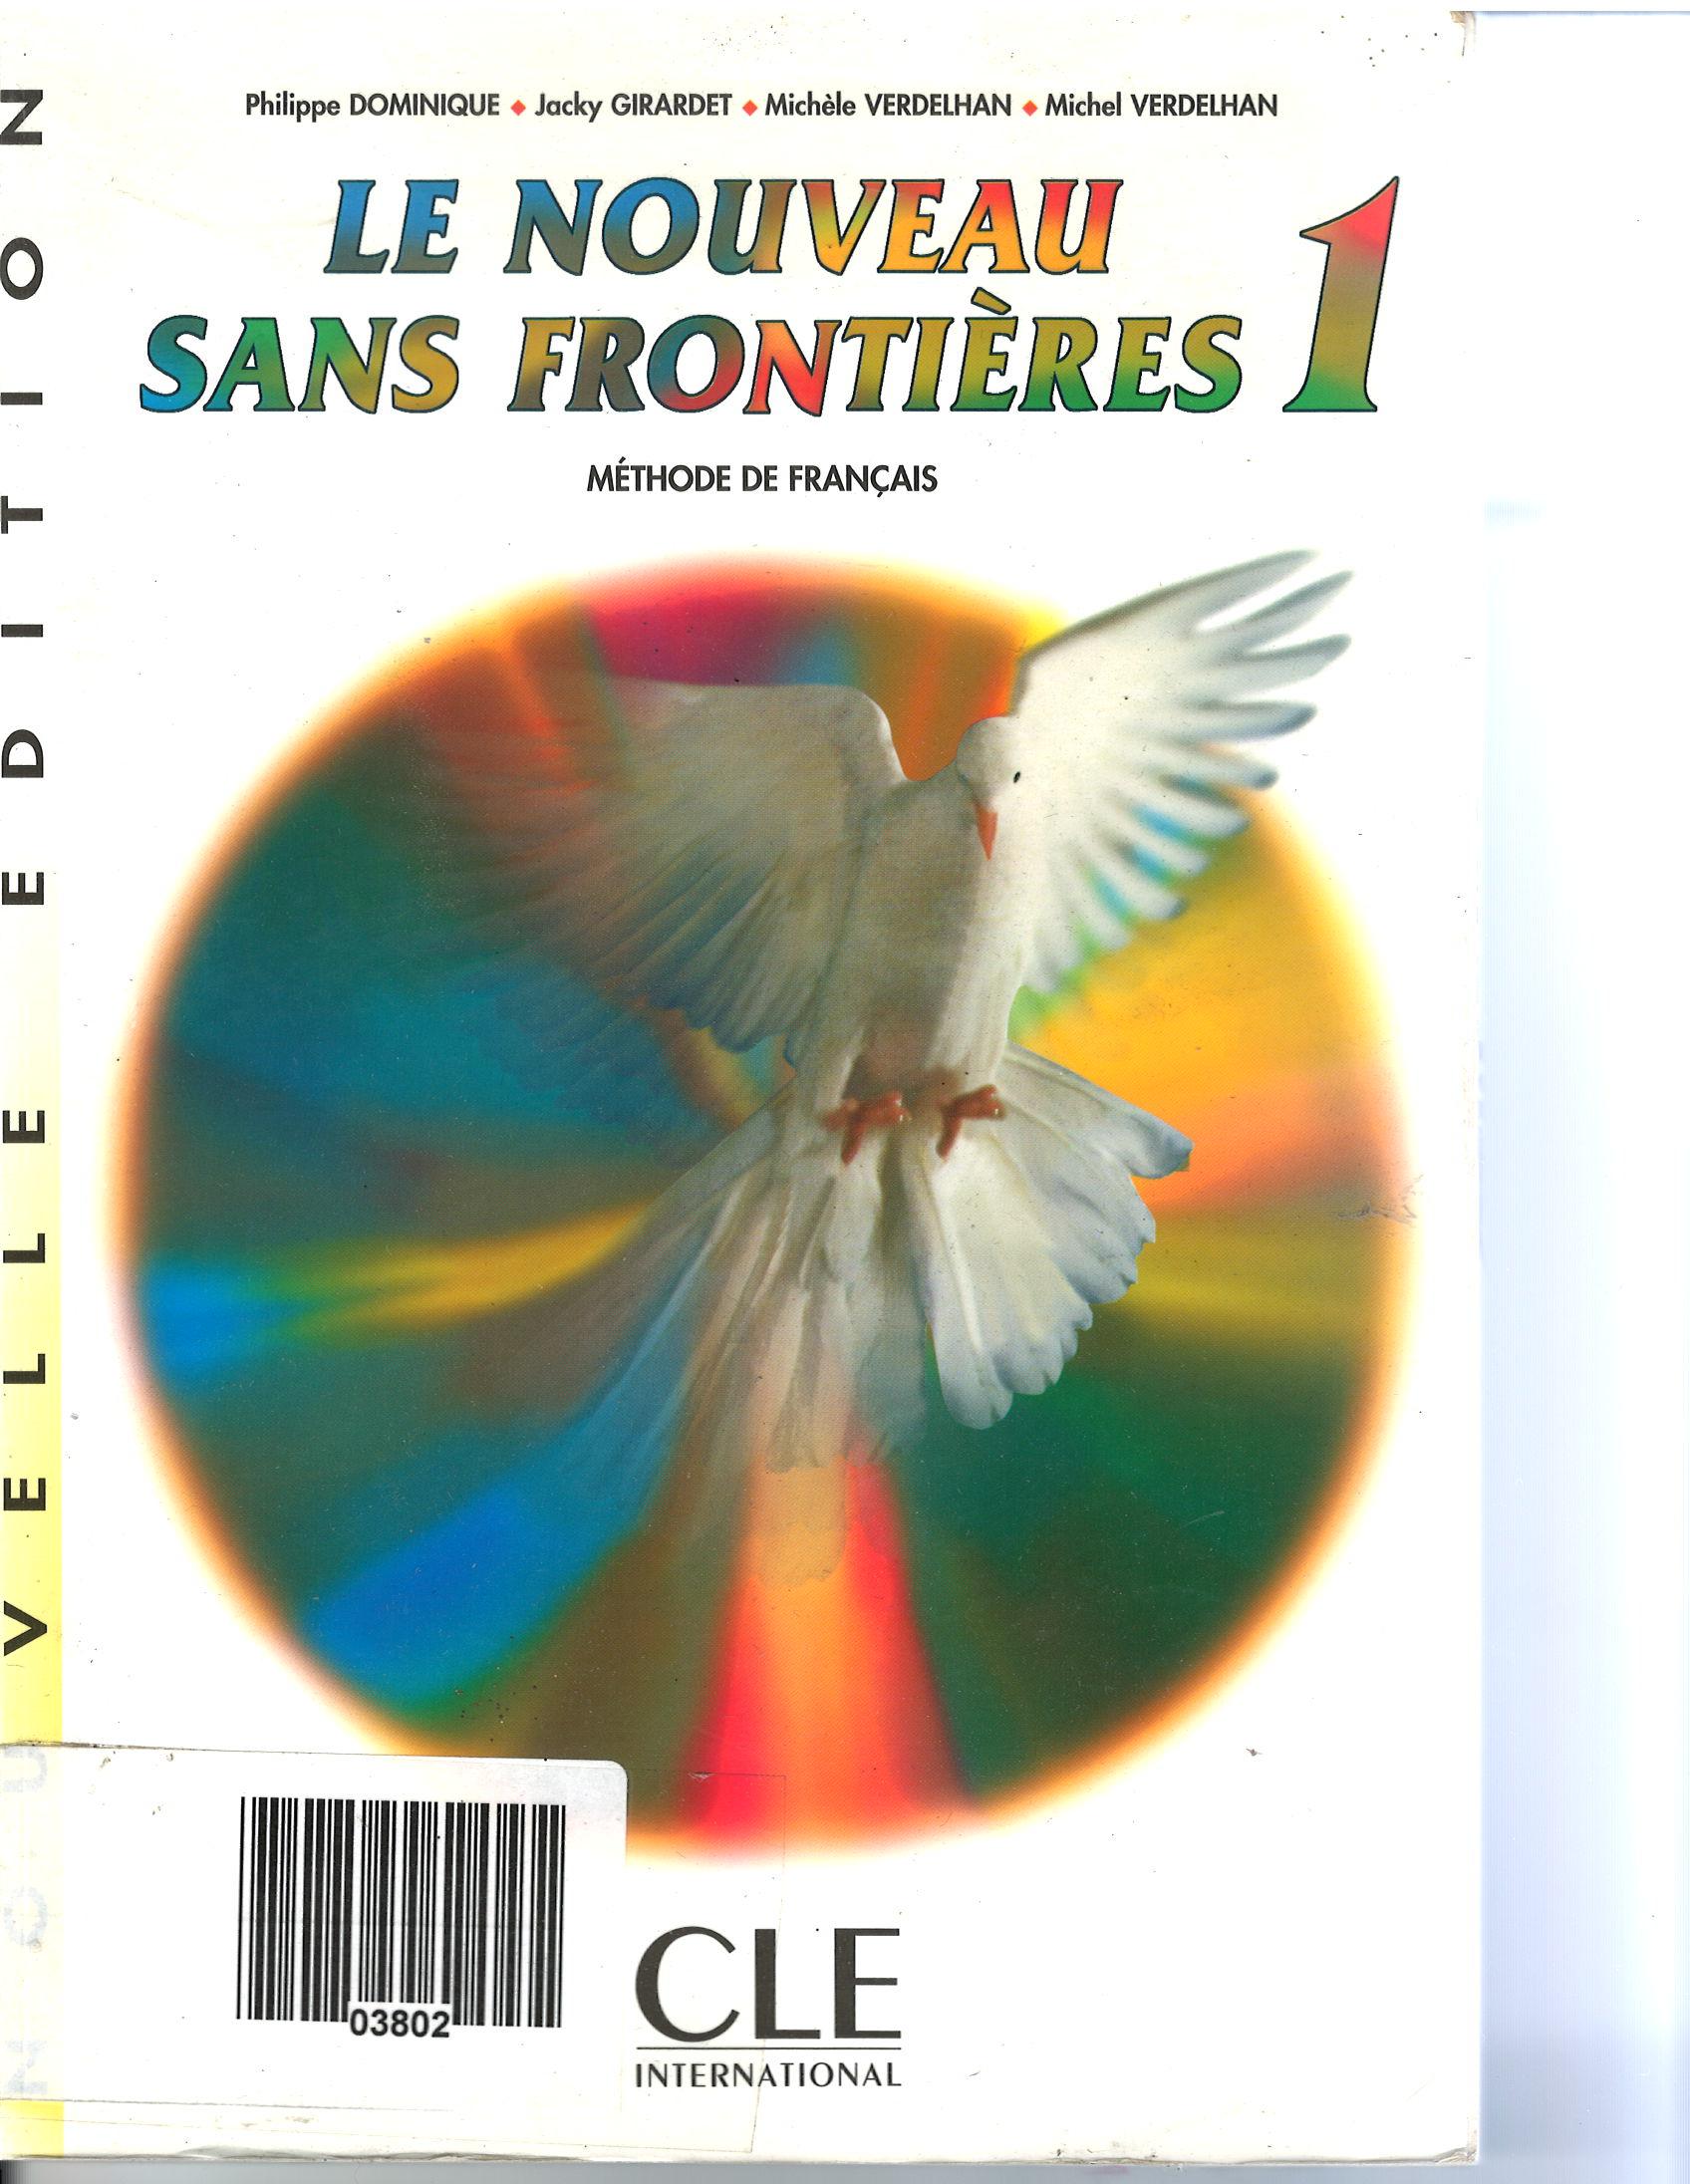 Philippe DOMINIQUE ♦ Jacky GIRARDET ♦ Michèle VERDELHAN ♦ Michel VERDELHAN
LE NOUVEAU
SANS FRONTIÈRES 1
MÉTHODE DE FRANÇAIS
NOUVELLE EDITION
03802
CLE
INTERNATIONAL